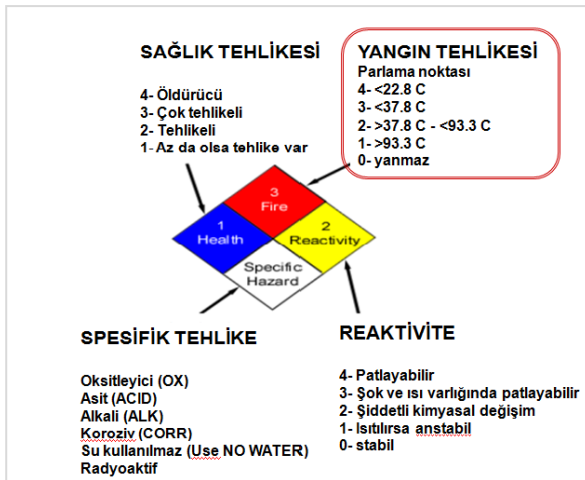 SAĞLIK TEHLİKESİ
4- Öldürücü
3- Çok tehlikeli
2- Tehlikeli
1- Az da olsa tehlike var
YANGIN TEHLİKESİ
Parlama noktası
4- <22.8 C
3- <37.8 C
2- >37.8 C - <93.3 C
1- >93.3 C
0- yanmaz
3
Fire
1
Health
2
Reactivity
Specific
Hazard
SPESİFİK TEHLİKE
Oksitleyici (OX)
Asit (ACID)
Alkali (ALK)
Koroziv (CORR)
Su kullanılmaz (Use NO WATER)
Radyoaktif
REAKTİVİTE
4- Patlayabilir
3- Şok ve ısı varlığında patlayabilir
2- Şiddetli kimyasal değişim
1- Isıtılırsa anstabil
0- stabil